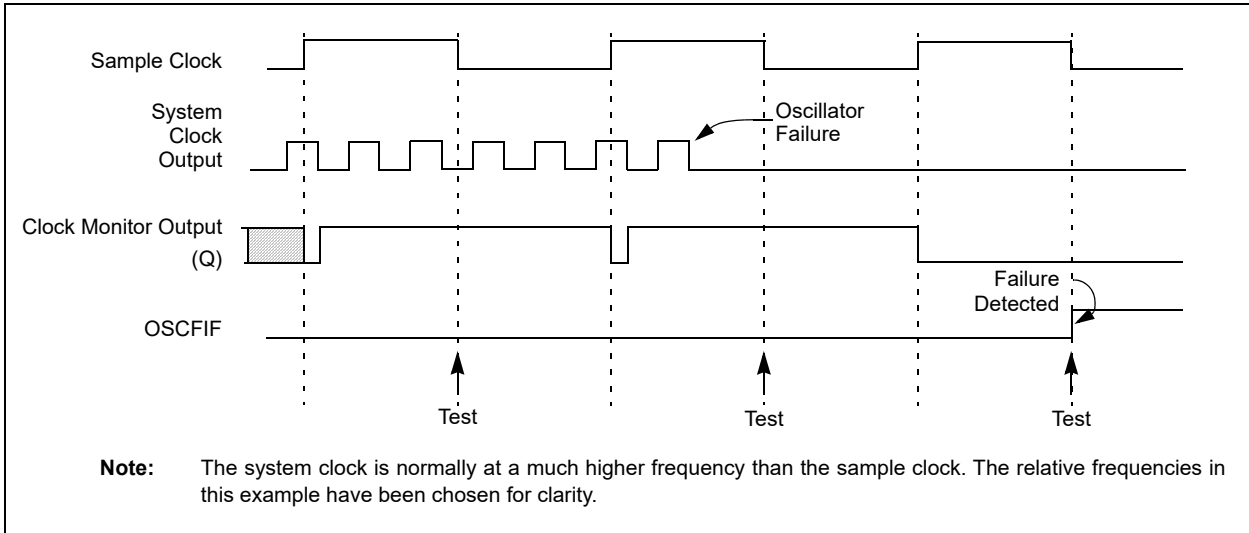 Sample Clock
System
Clock
Output
Oscillator
Failure
Clock Monitor Output
(Q)
Failure
Detected
OSCFIF
Test
Test
Test
Note: The system clock is normally at a much higher frequency than the sample clock. The relative frequencies in
this example have been chosen for clarity.